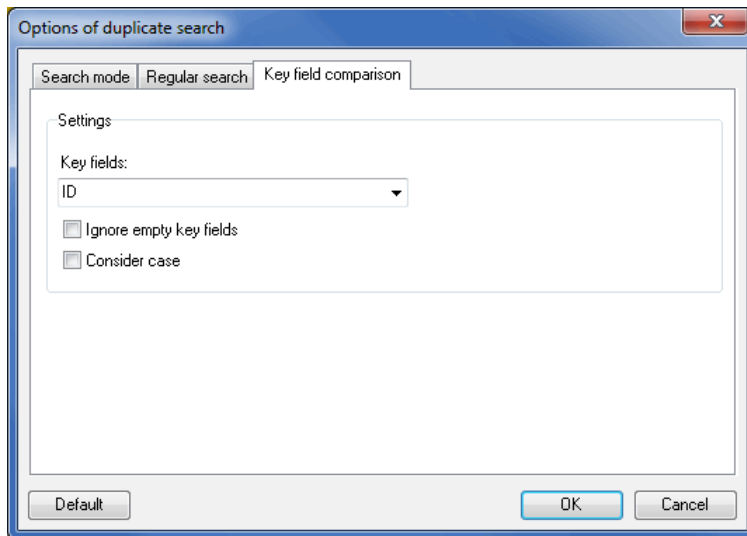 Options of duplicate search
Search mode Regular search Key field comparison
Settings
Key fields:
ID
Ignore empty key fields
Consider case
Default OK Cancel